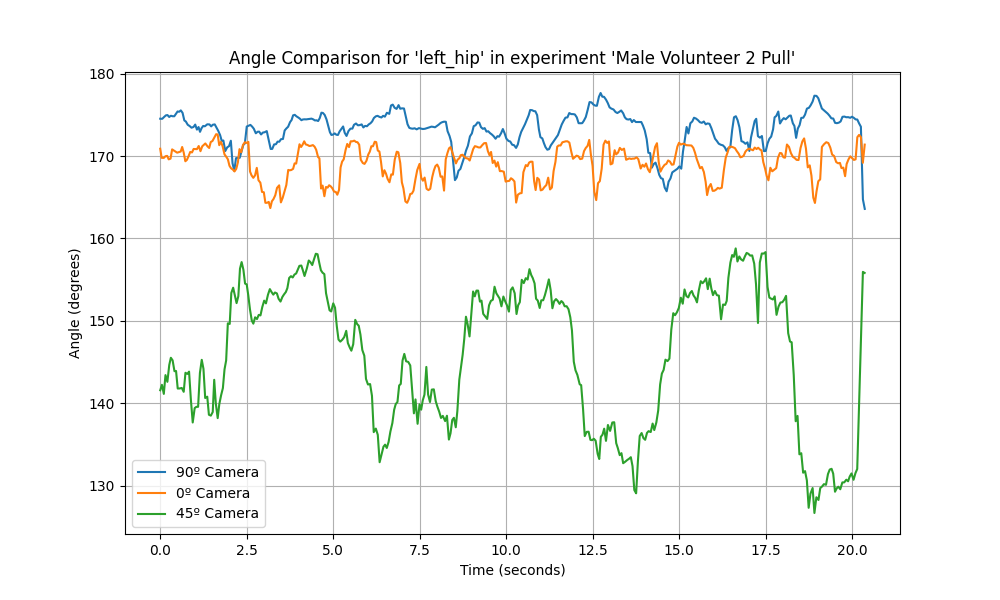 Angle Comparison for 'left_hip' in experiment 'Male Volunteer 2 Pull'
180
170
160
150
140
130
Angle (degrees)
90º Camera
0º Camera
45º Camera
0.0 2.5 5.0 7.5 10.0 12.5 15.0 17.5 20.0
Time (seconds)